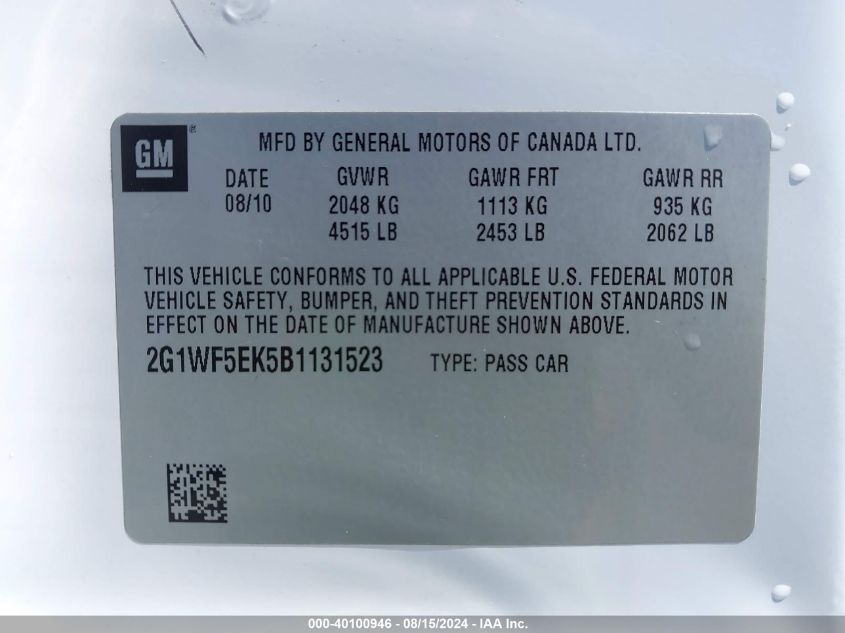 GM
MFD BY GENERAL MOTORS OF CANADA LTD.
DATE GVWR GAWR FRT GAWR RR
08/10 2048 KG 1113 KG 935 KG
4515 LB 2453 LB 2062 LB
THIS VEHICLE CONFORMS TO ALL APPLICABLE U.S. FEDERAL MOTOR
VEHICLE SAFETY, BUMPER, AND THEFT PREVENTION STANDARDS IN
EFFECT ON THE DATE OF MANUFACTURE SHOWN ABOVE.
2G1WF5EK5B1131523 TYPE: PASS CAR
000-40100946 - 08/15/2024 - IAA Inc.